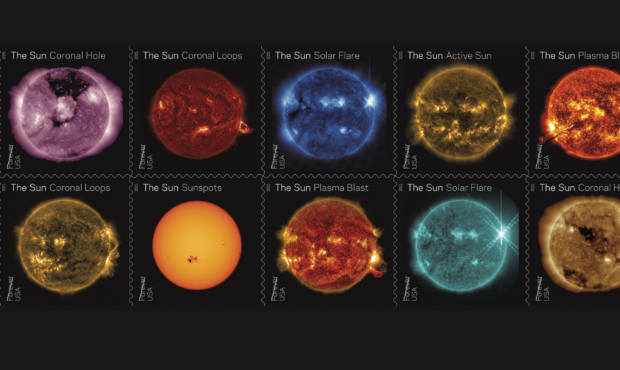 The Sun Coronal Hole
The Sun Coronal Loops
The Sun Solar Flare
The Sun Active Sun
The Sun Plasma Bl
Forever
USA
Forever
USA
Forever
USA
Forever
USA
Forever
USA
The Sun Coronal Loops
The Sun Sunspots
The Sun Plasma Blast
The Sun Solar Flare
The Sun Coronal H
Forever
USA
Forever
USA
Forever
USA
Forever
USA
Forever
USA